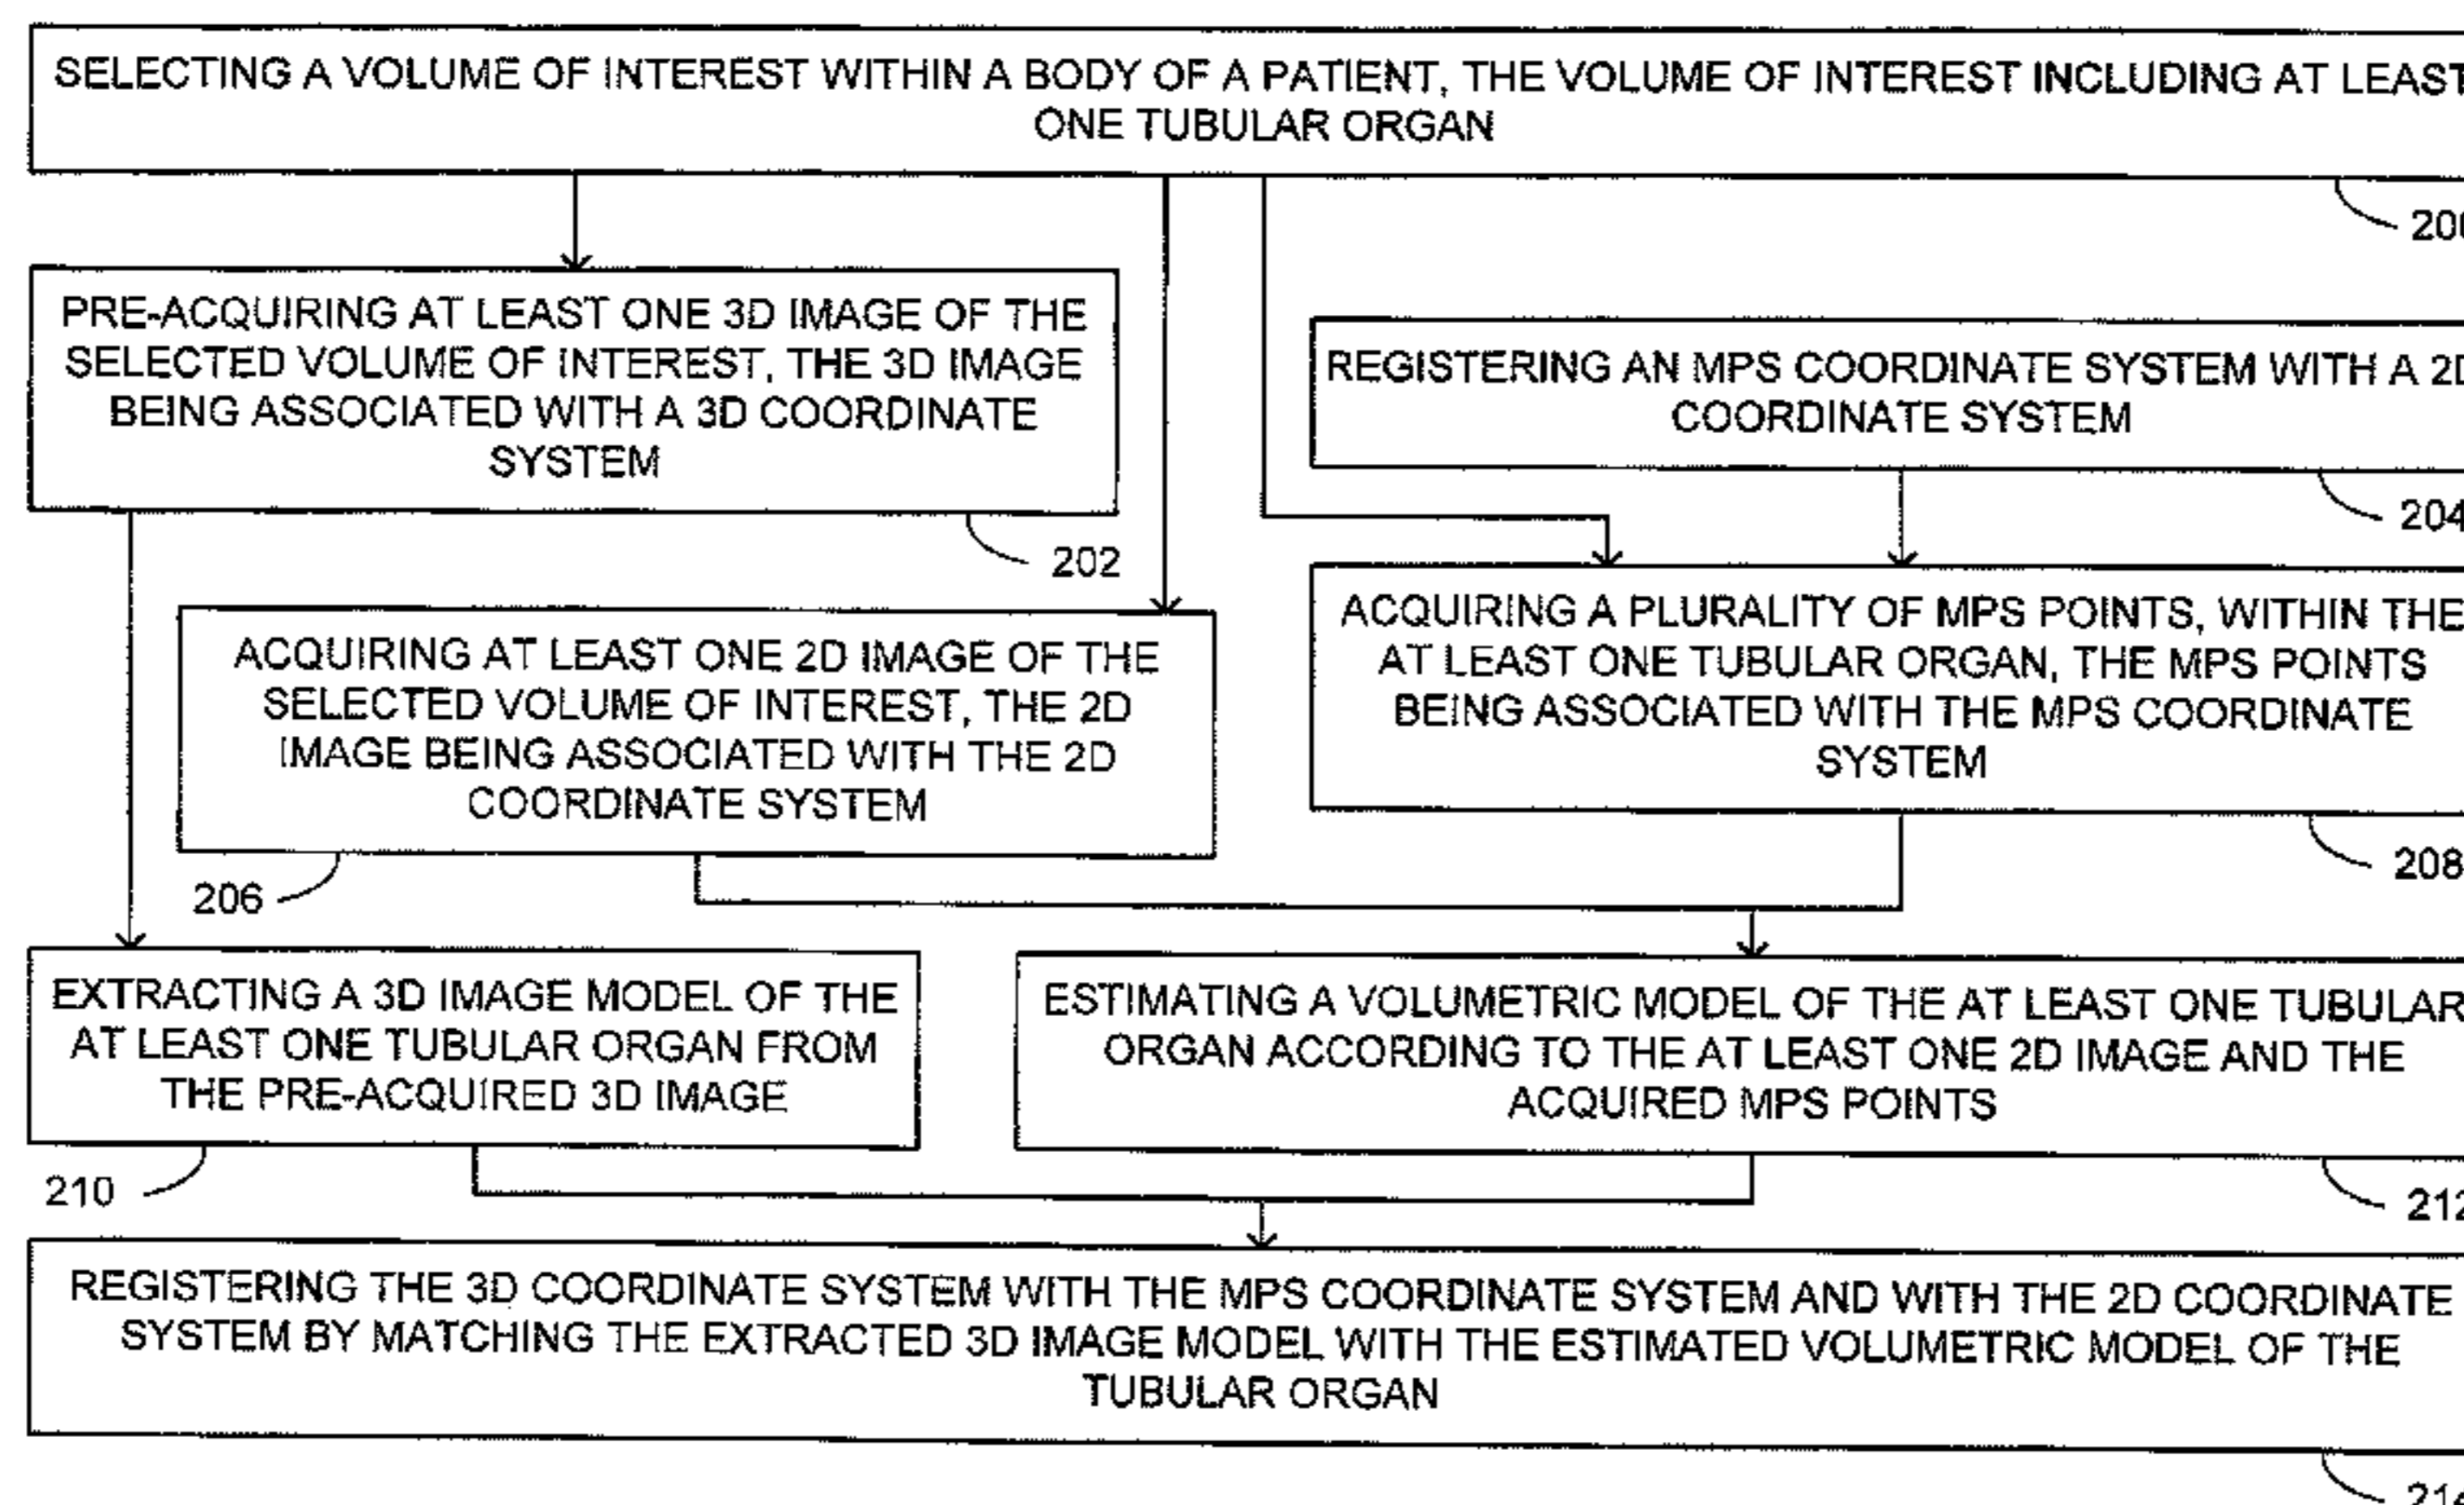 SELECTING A VOLUME OF INTEREST WITHIN A BODY OF A PATIENT, THE VOLUME OF INTEREST INCLUDING AT LEAST
ONE TUBULAR ORGAN
200
PRE-ACQUIRING AT LEAST ONE 3D IMAGE OF THE
SELECTED VOLUME OF INTEREST, THE 3D IMAGE
BEING ASSOCIATED WITH A 3D COORDINATE
SYSTEM
202
REGISTERING AN MPS COORDINATE SYSTEM WITH A 2D
COORDINATE SYSTEM
204
ACQUIRING AT LEAST ONE 2D IMAGE OF THE
SELECTED VOLUME OF INTEREST, THE 2D
IMAGE BEING ASSOCIATED WITH THE 2D
COORDINATE SYSTEM
206
ACQUIRING A PLURALITY OF MPS POINTS, WITHIN THE
AT LEAST ONE TUBULAR ORGAN, THE MPS POINTS
BEING ASSOCIATED WITH THE MPS COORDINATE
SYSTEM
208
EXTRACTING A 3D IMAGE MODEL OF THE
AT LEAST ONE TUBULAR ORGAN FROM
THE PRE-ACQUIRED 3D IMAGE
210
ESTIMATING A VOLUMETRIC MODEL OF THE AT LEAST ONE TUBULAR
ORGAN ACCORDING TO THE AT LEAST ONE 2D IMAGE AND THE
ACQUIRED MPS POINTS
212
REGISTERING THE 3D COORDINATE SYSTEM WITH THE MPS COORDINATE SYSTEM AND WITH THE 2D COORDINATE
SYSTEM BY MATCHING THE EXTRACTED 3D IMAGE MODEL WITH THE ESTIMATED VOLUMETRIC MODEL OF THE
TUBULAR ORGAN